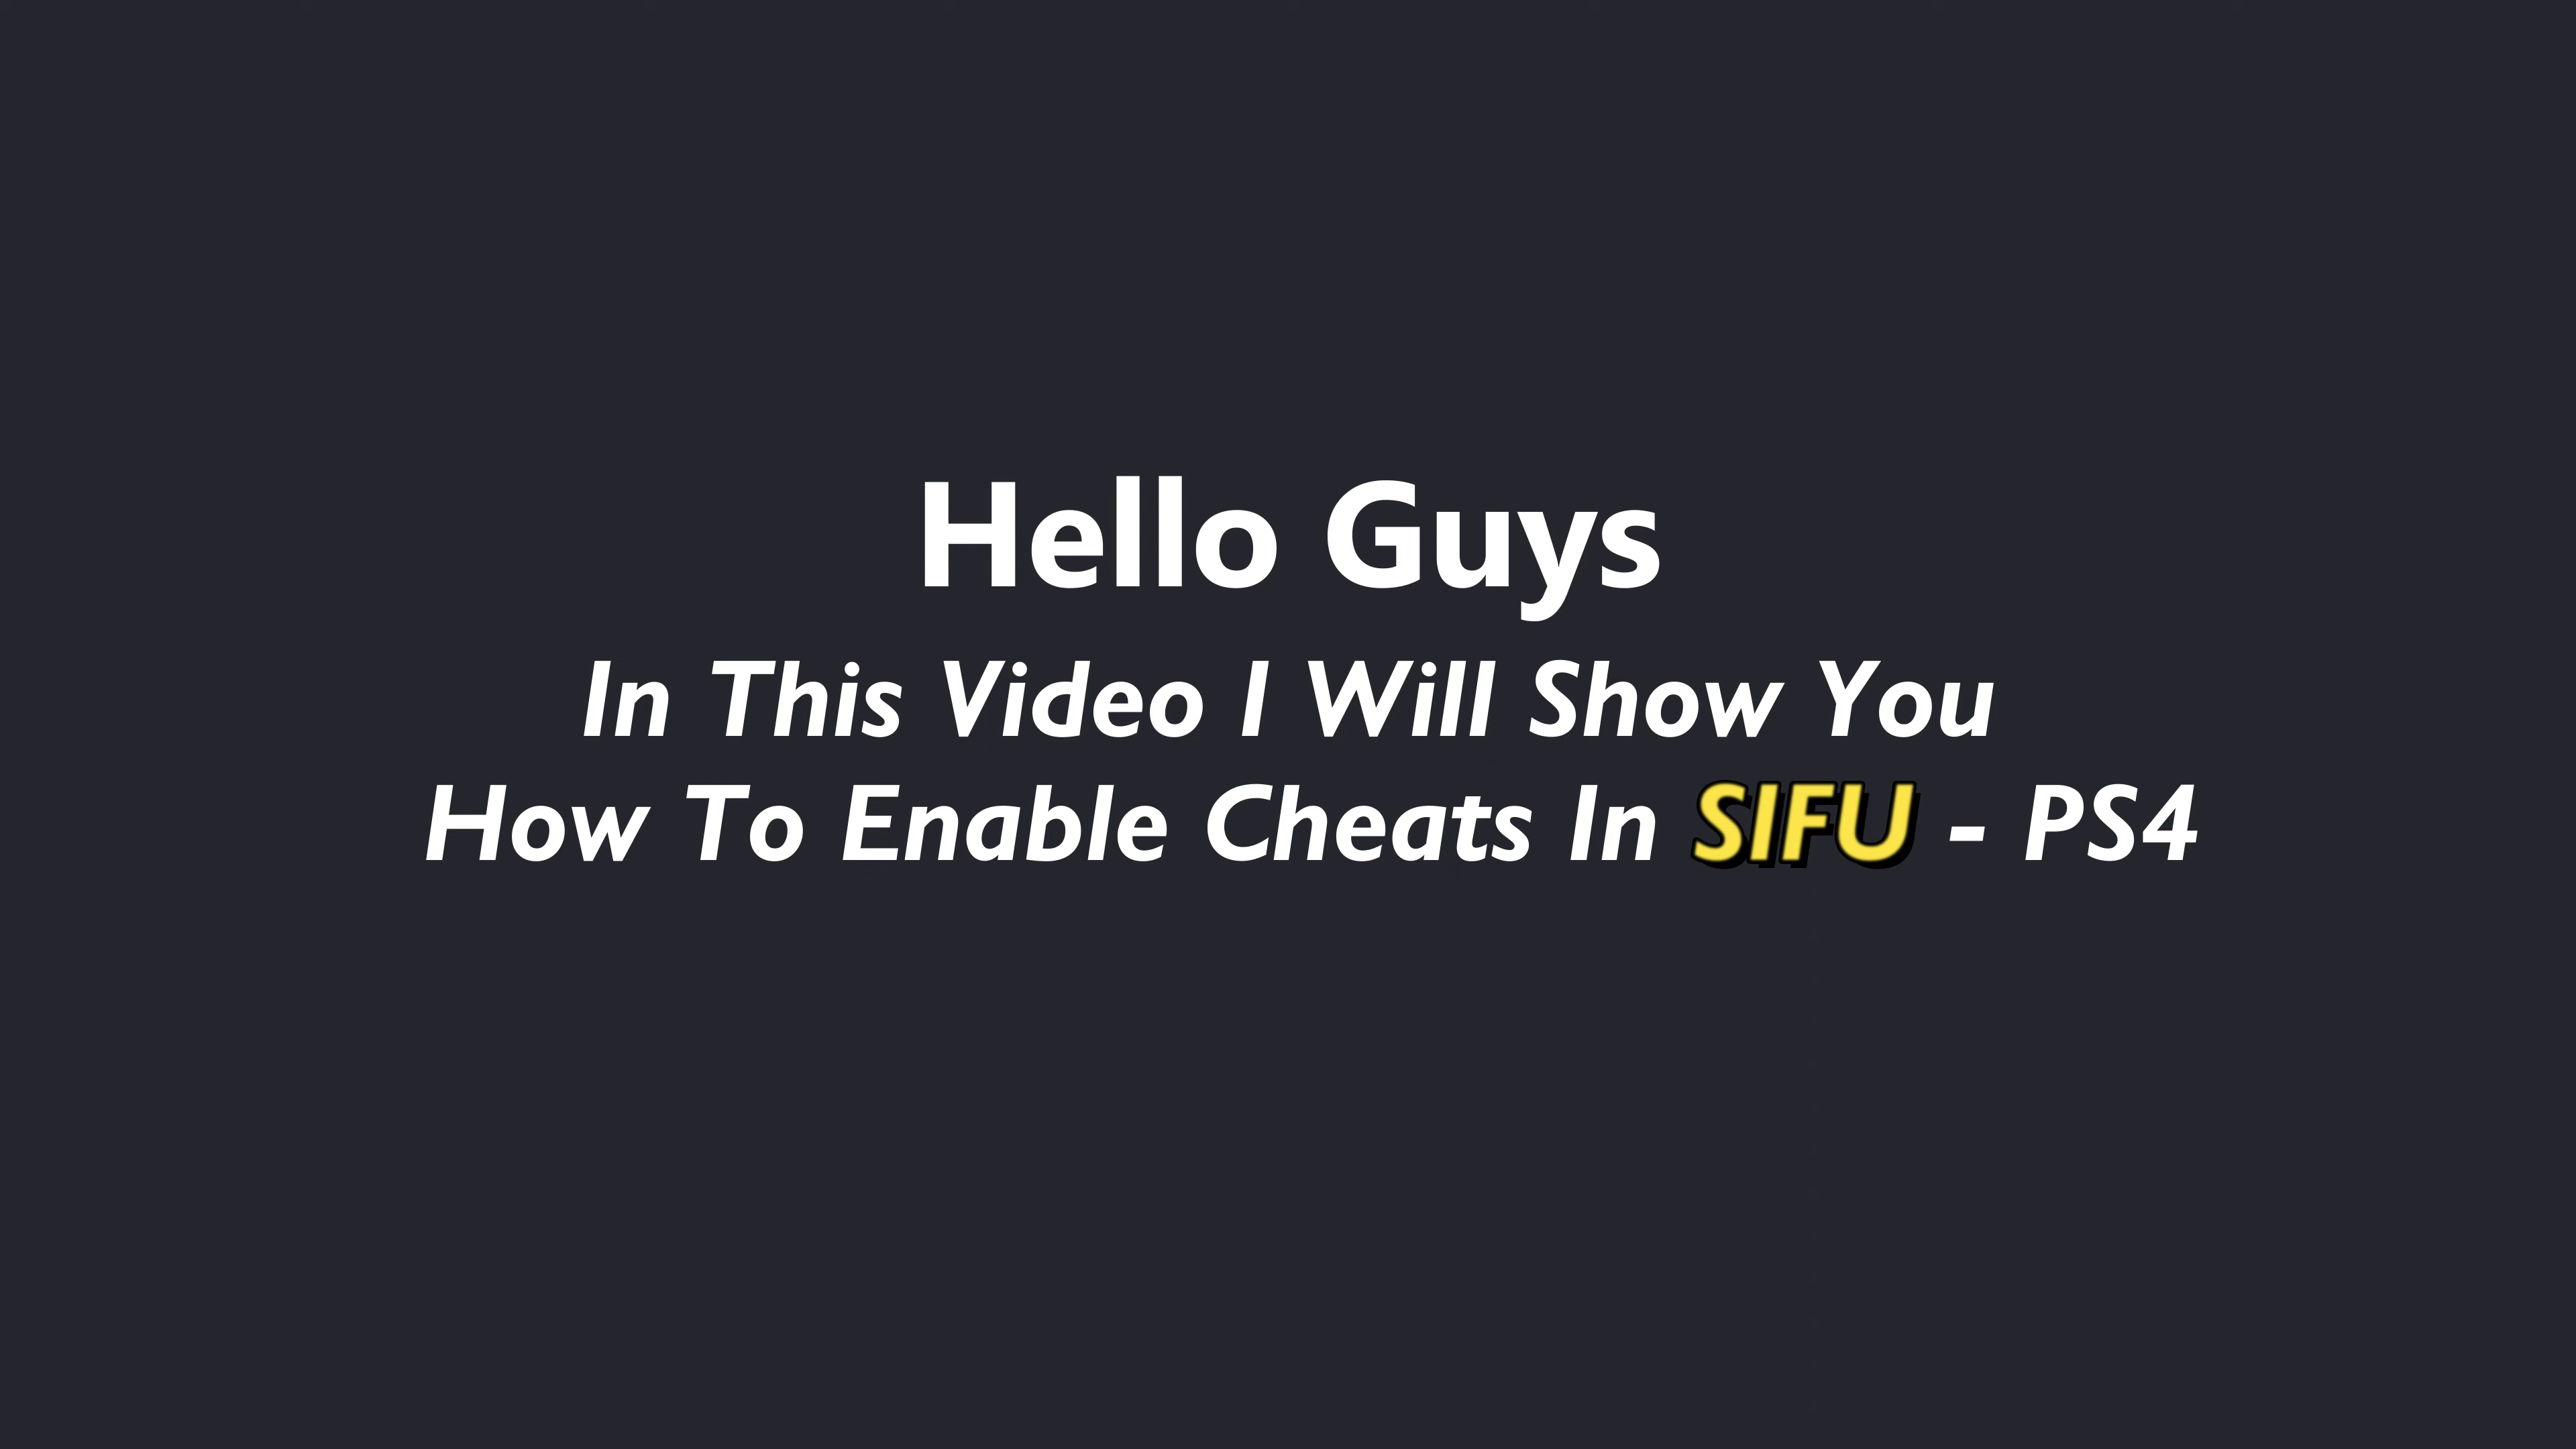 Hello Guys
In This Video I Will Show You
How To Enable Cheats In SIFU - PS4